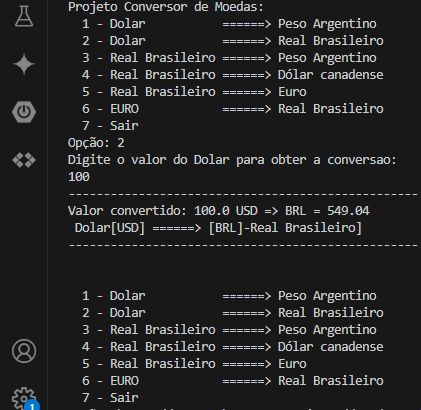 Projeto Conversor de Moedas:
1 - Dolar ======> Peso Argentino
2 - Dolar ======> Real Brasileiro
3 - Real Brasileiro ======> Peso Argentino
4 - Real Brasileiro ======> Dólar canadense
5 - Real Brasileiro ======> Euro
6 - EURO ======> Real Brasileiro
7 - Sair
Opção: 2
Digite o valor do Dolar para obter a conversao:
100
--------------------------------------------------
Valor convertido: 100.0 USD => BRL = 549.04
Dolar[USD] ======> [BRL]-Real Brasileiro]
--------------------------------------------------
1 - Dolar ======> Peso Argentino
2 - Dolar ======> Real Brasileiro
3 - Real Brasileiro ======> Peso Argentino
4 - Real Brasileiro ======> Dólar canadense
5 - Real Brasileiro ======> Euro
6 - EURO ======> Real Brasileiro
7 - Sair
1